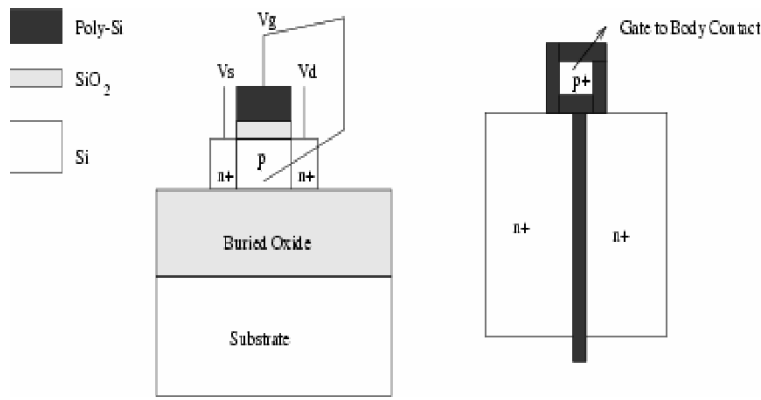 Poly-Si
SiO2
Si
Vg
Vs
Vd
p
n+
n+
Buried Oxide
Substrate
Gate to Body Contact
p+
n+
n+